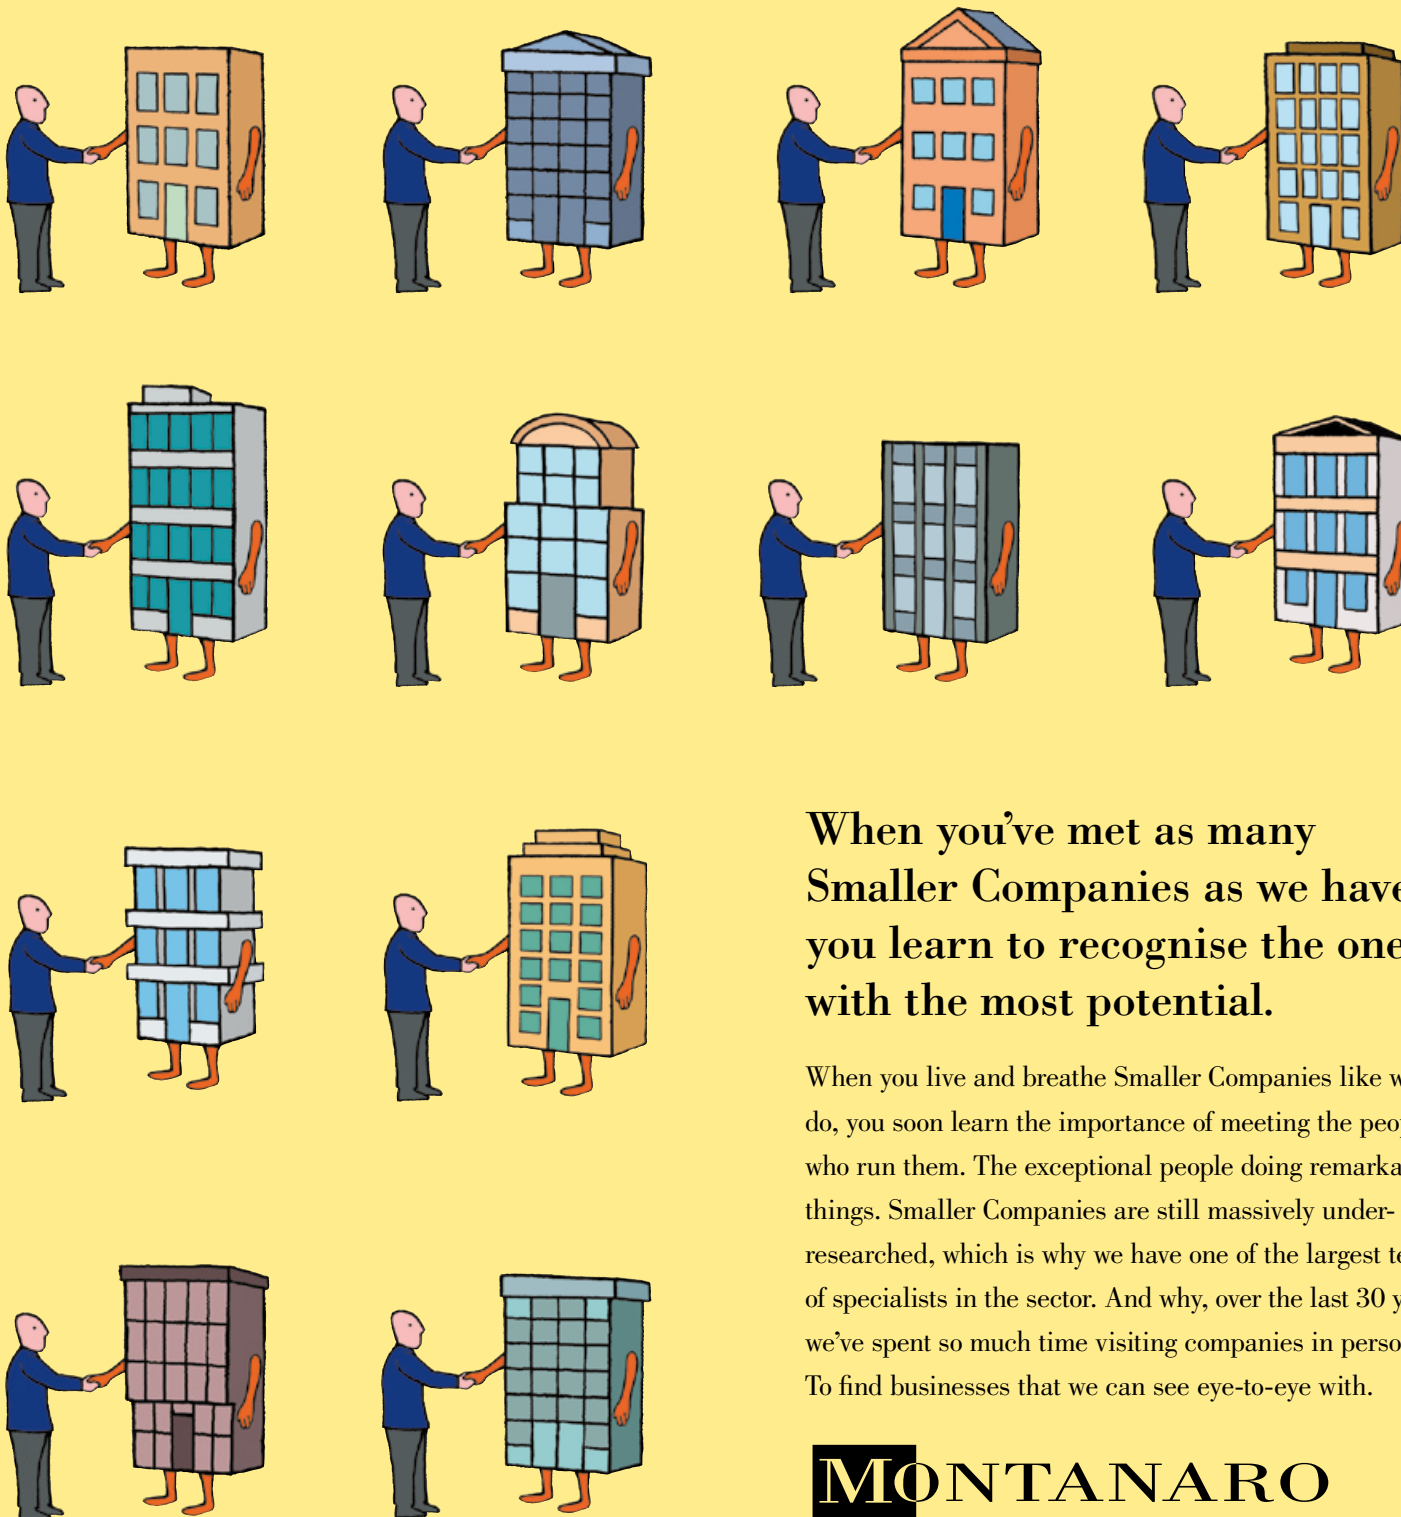 When you've met as many
Smaller Companies as we have
you learn to recognise the one
with the most potential.
When you live and breathe Smaller Companies like w
do, you soon learn the importance of meeting the peo
who run them. The exceptional people doing remarka
things. Smaller Companies are still massively under-
researched, which is why we have one of the largest te
of specialists in the sector. And why, over the last 30 y
we've spent so much time visiting companies in perso
To find businesses that we can see eye-to-eye with.
MONTANARO